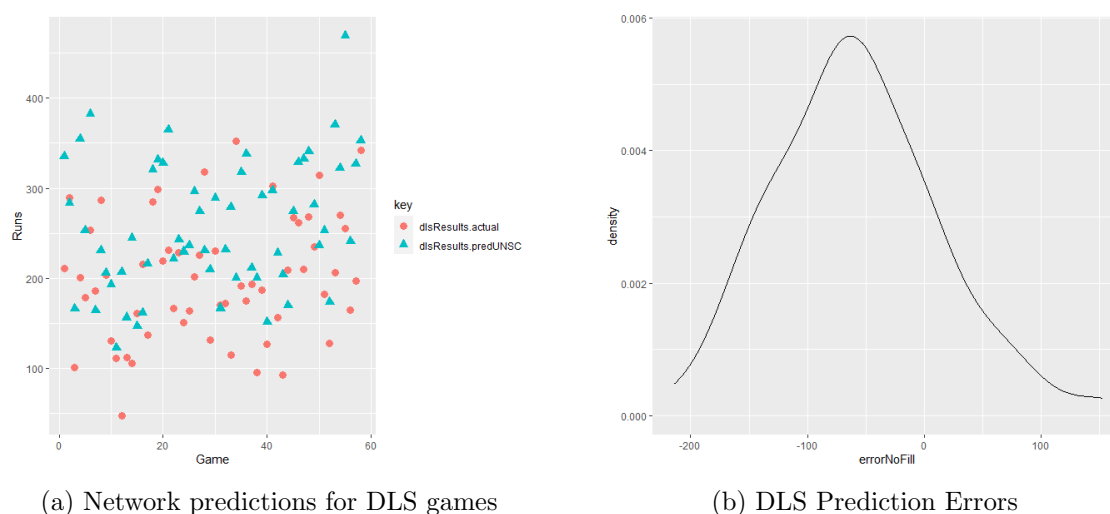 400
300
200
100
Runs
0
20
40
60
Game
key
dlsResults.actual
dlsResults.predUNSC
0.006
0.004
0.002
0.000
density
-200
-100
0
100
errorNoFill
(a) Network predictions for DLS games
(b) DLS Prediction Errors